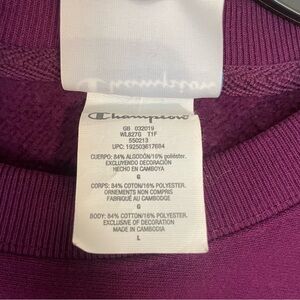 Champion
GB 032019
WL827G T1F
550213
UPC: 192503617684
CUERPO: 84% ALGODÓN/16% poliéster.
EXCLUYENDO DECORACIÓN
HECHO EN CAMBOYA
G
CORPS: 84% COTON/16% POLYESTER.
ORNEMENTS NON COMPRIS
FABRIQUÉ AU CAMBODGE
G
BODY: 84% COTTON/16% POLYESTER.
EXCLUSIVE OF DECORATION
MADE IN CAMBODIA
L